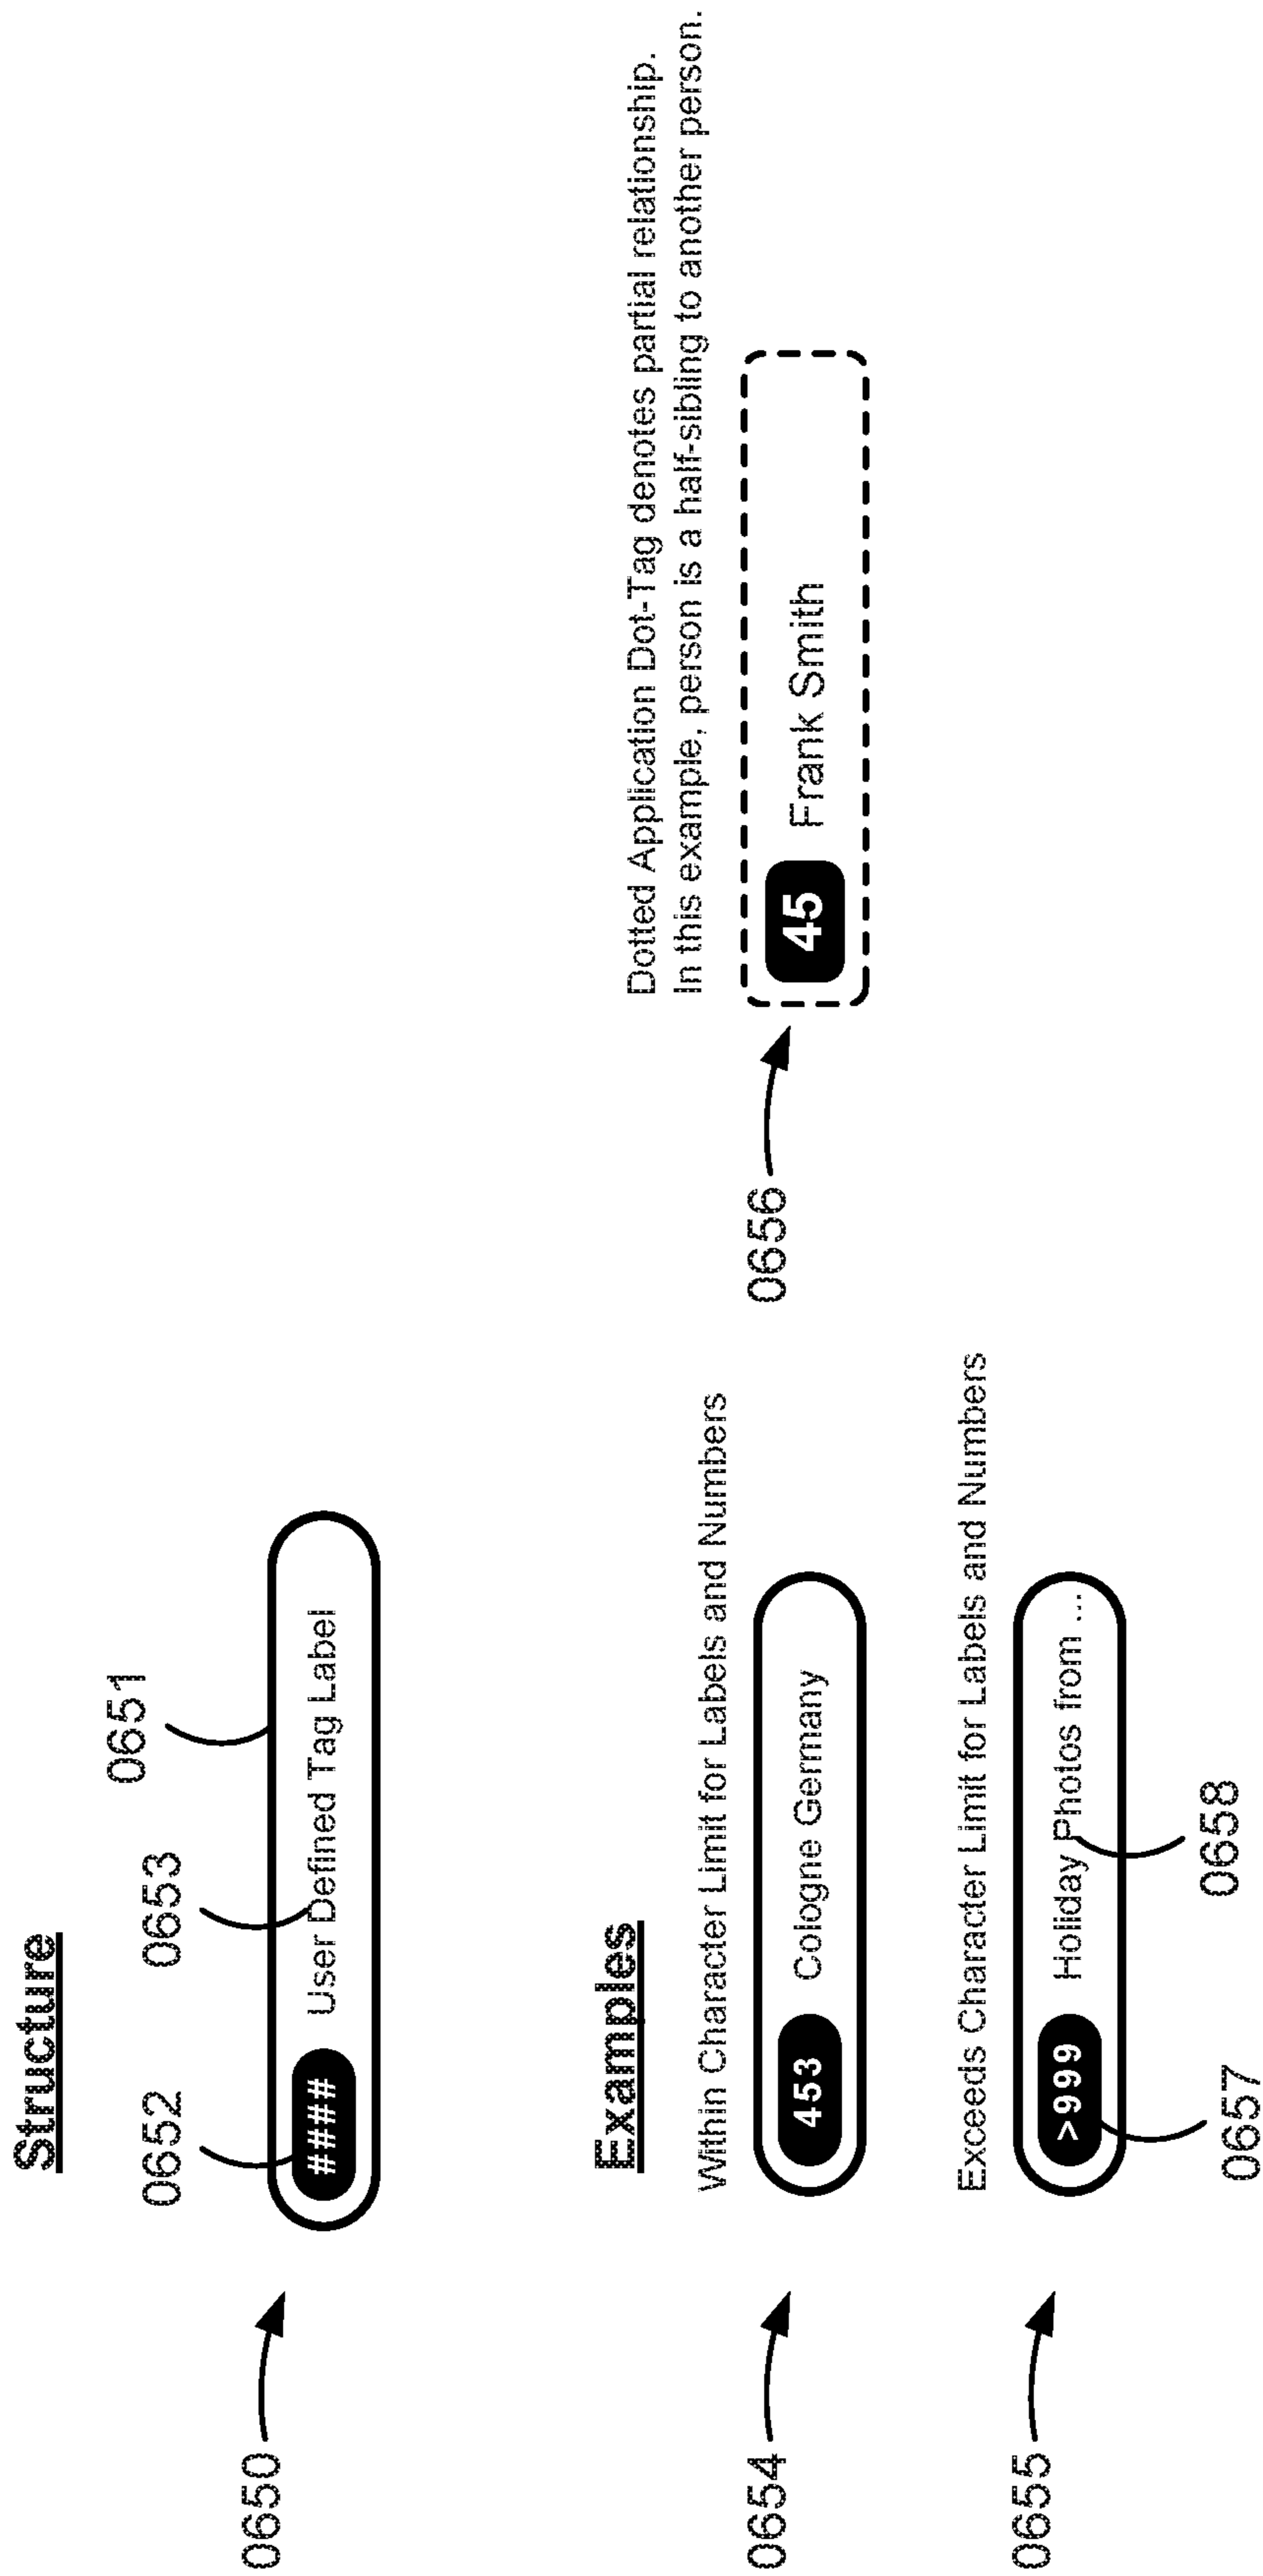 Structure
0651
0653
0652
0650
#### User Defined Tag Label
Examples
Within Character Limit for Labels and Numbers
0654
453 Cologne Germany
Exceeds Character Limit for Labels and Numbers
0655
>999 Holiday Photos from ...
0657
0658
Dotted Application Dot-Tag denotes partial relationship.
In this example, person is a half-sibling to another person.
0656
45 Frank Smith